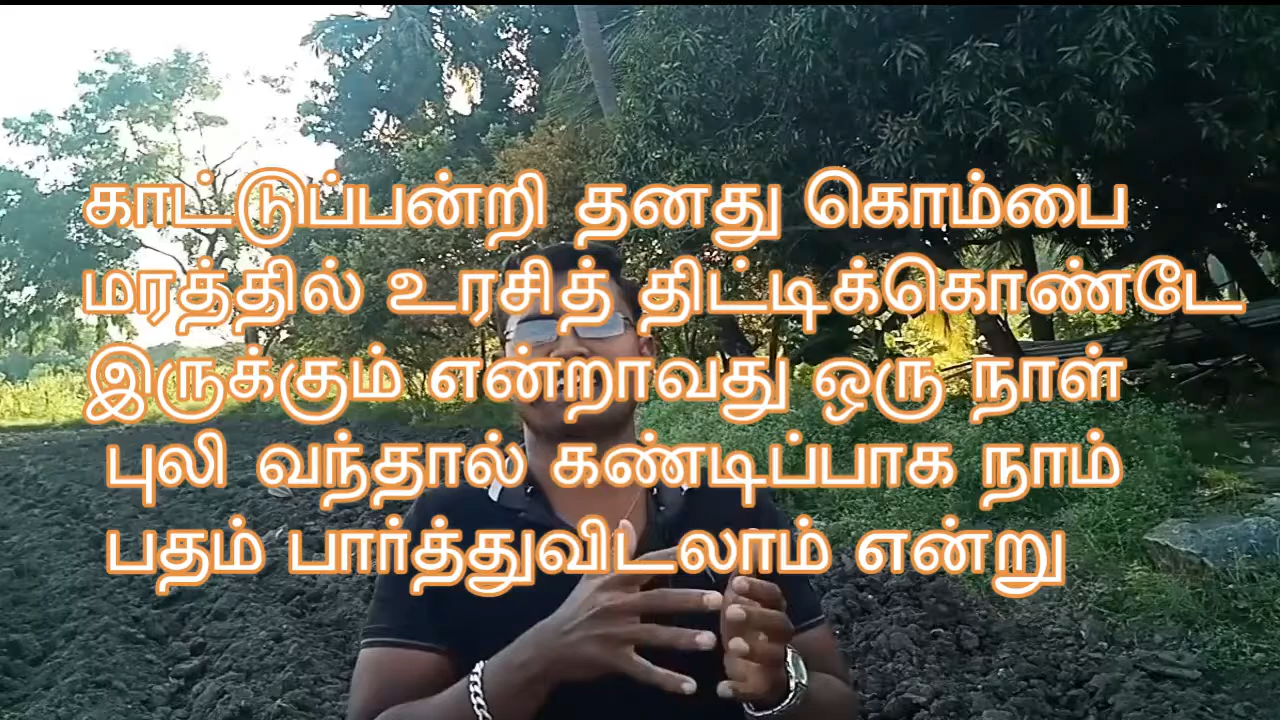 காட்டுப்பன்றி தனது கொம்பை
மரத்தில் உரசித் திட்டிக்கொண்டே
இருக்கும் என்றாவது ஒரு நாள்
புலி வந்தால் கண்டிப்பாக நாம்
பதம் பார்த்துவிடலாம் என்று